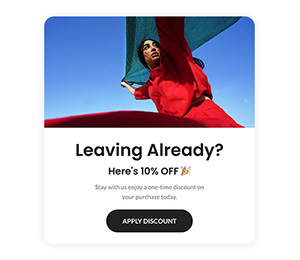 Leaving Already?
Here's 10% OFF 🎉
Stay with us enjoy a one-time discount on
your purchase today.
APPLY DISCOUNT